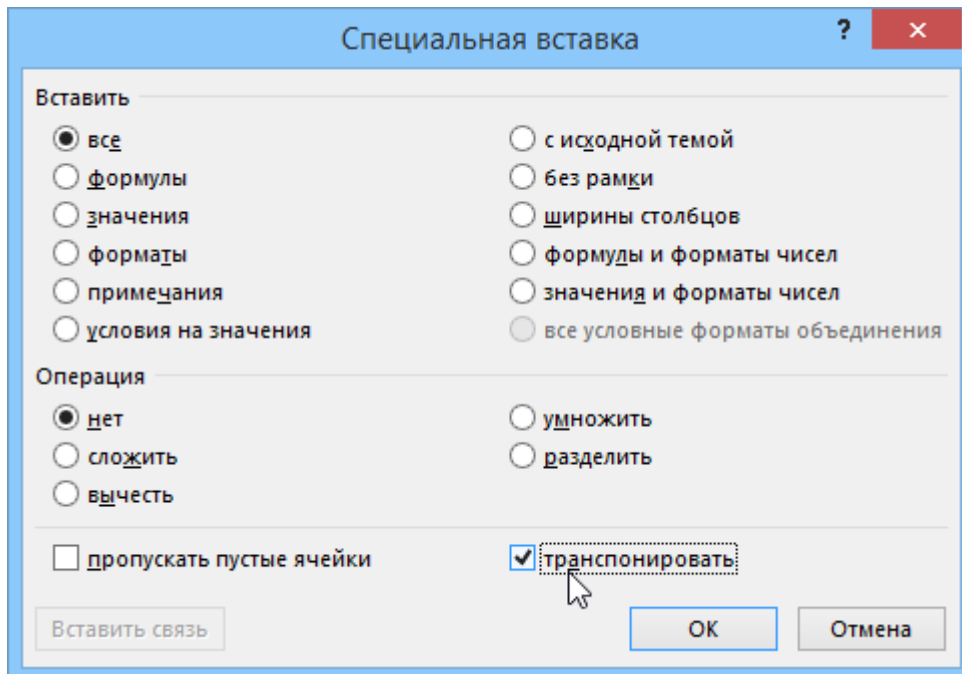 Специальная вставка ?
Вставить
все с исходной темой
формулы без рамки
значения ширины столбцов
форматы формулы и форматы чисел
примечания значения и форматы чисел
условия на значения все условные форматы объединения
Операция
нет умножить
сложить разделить
вычесть
пропускать пустые ячейки транспонировать
Вставить связь ОК Отмена